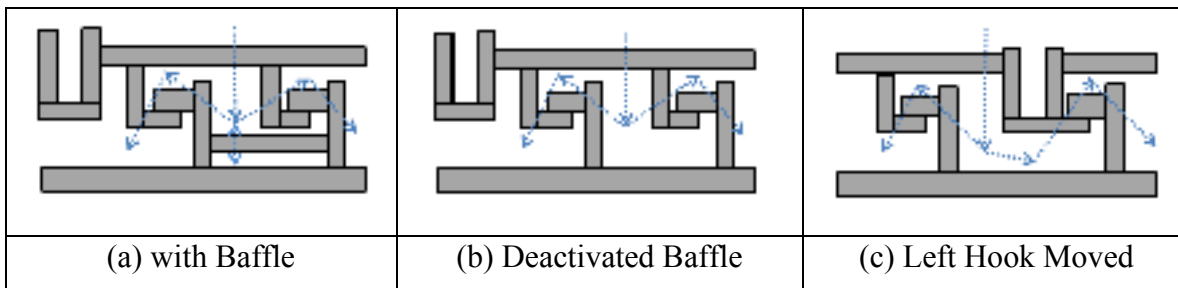 (a) with Baffle
(b) Deactivated Baffle
(c) Left Hook Moved